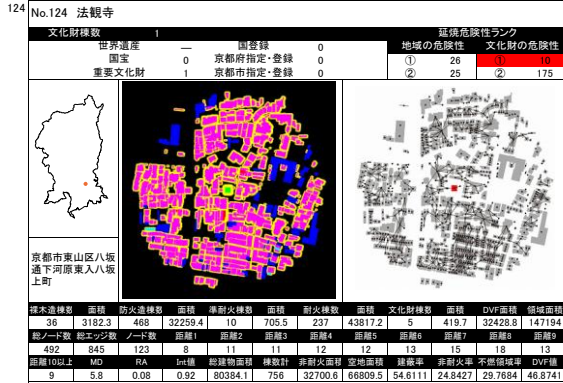 124
No.124 法観寺
文化財棟数 1 延焼危険性ランク
世界遺産 — 国登録 0 地域の危険性 文化財の危険性
国宝 0 京都府指定・登録 0 ① 26 ① 10
重要文化財 1 京都市指定・登録 0 ② 25 ② 175
京都市東山区八坂
通下河原東入八坂
上町
裸木造棟数 面積 防火造棟数 面積 準耐火棟数 面積 耐火棟数 面積 文化財棟数 面積 DVF面積 領域面積
36 3182.3 468 32259.4 10 705.5 237 43817.2 5 419.7 32428.8 147194
総ノード数 総エッジ数 ノード数 距離1 距離2 距離3 距離4 距離5 距離6 距離7 距離8 距離9
492 845 123 8 11 11 12 12 13 15 18 13
距離10以上 MD RA Int値 総建物面積 棟数計 非耐火面積 空地面積 建蔽率 非耐火率 不燃領域率 DVF値
9 5.8 0.08 0.92 80384.1 756 32700.6 66809.5 54.6111 24.8427 29.7684 46.8741